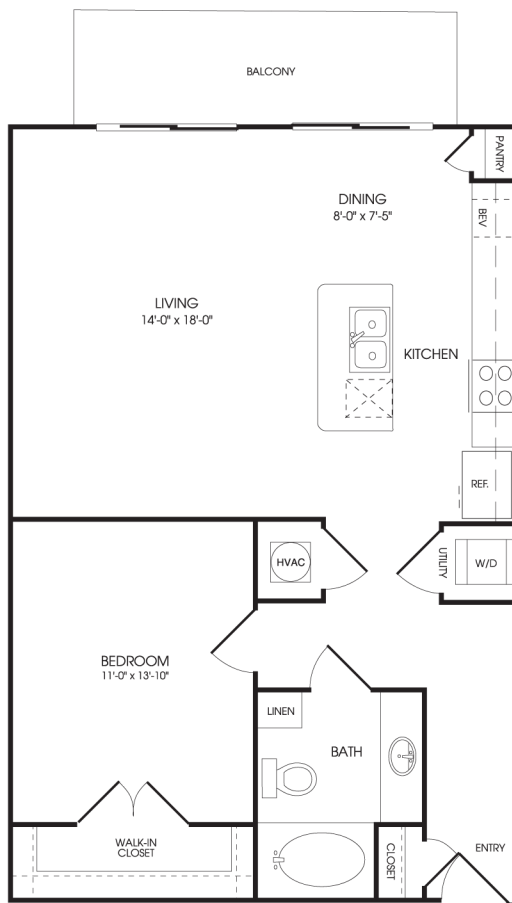 BALCONY
PANTRY
DINING
8'-0" x 7'-5"
BEV
LIVING
14'-0" x 18'-0"
KITCHEN
REF.
HVAC
UTILITY
W/D
BEDROOM
11'-0" x 13'-10"
LINEN
BATH
WALK-IN
CLOSET
CLOSET
ENTRY